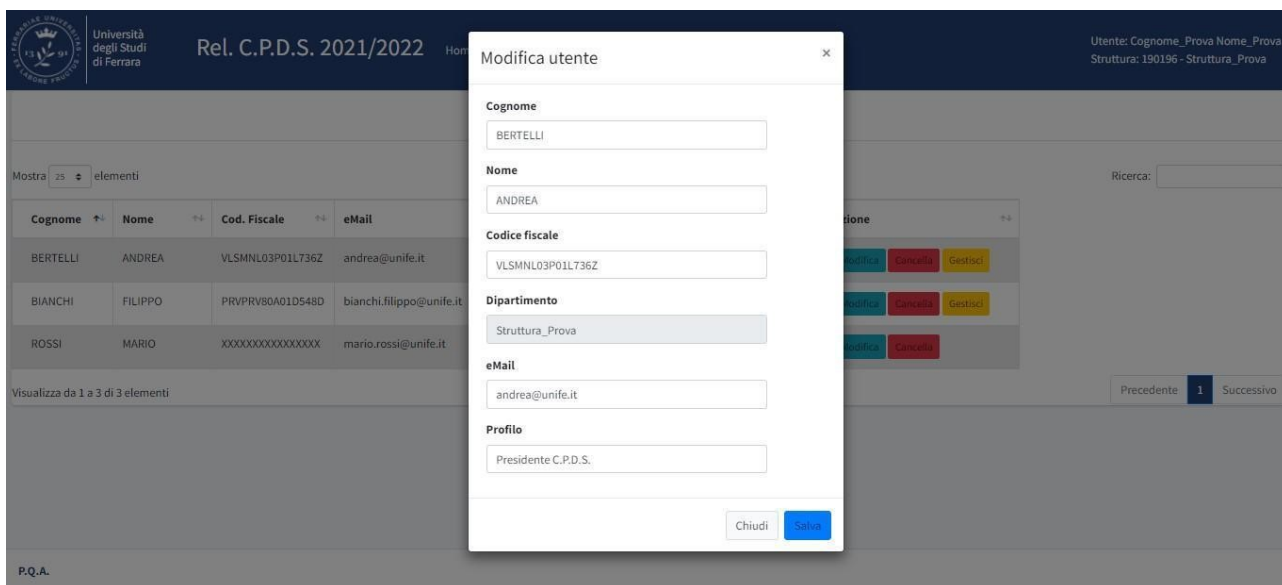 Università
degli Studi
di Ferrara
Rel. C.P.D.S. 2021/2022
Hom
Utente: Cognome_Prova Nome_Prova
Struttura: 190196 - Struttura_Prova
Modifica utente
×
Cognome
BERTELLI
Nome
ANDREA
Codice fiscale
VLSMNL03P01L736Z
Dipartimento
Struttura_Prova
eMail
andrea@unife.it
Profilo
Presidente C.P.D.S.
Chiudi Salva
Mostra 25 elementi
Ricerca:
Cognome Nome Cod. Fiscale eMail zione
BERTELLI ANDREA VLSMNL03P01L736Z andrea@unife.it Modifica Cancella Gestisci
BIANCHI FILIPPO PRVPRV80A01D548D bianchi.filippo@unife.it Modifica Cancella Gestisci
ROSSI MARIO XXXXXXXXXXXXXXXX mario.rossi@unife.it Modifica Cancella
Visualizza da 1 a 3 di 3 elementi
Precedente 1 Successivo
P.Q.A.